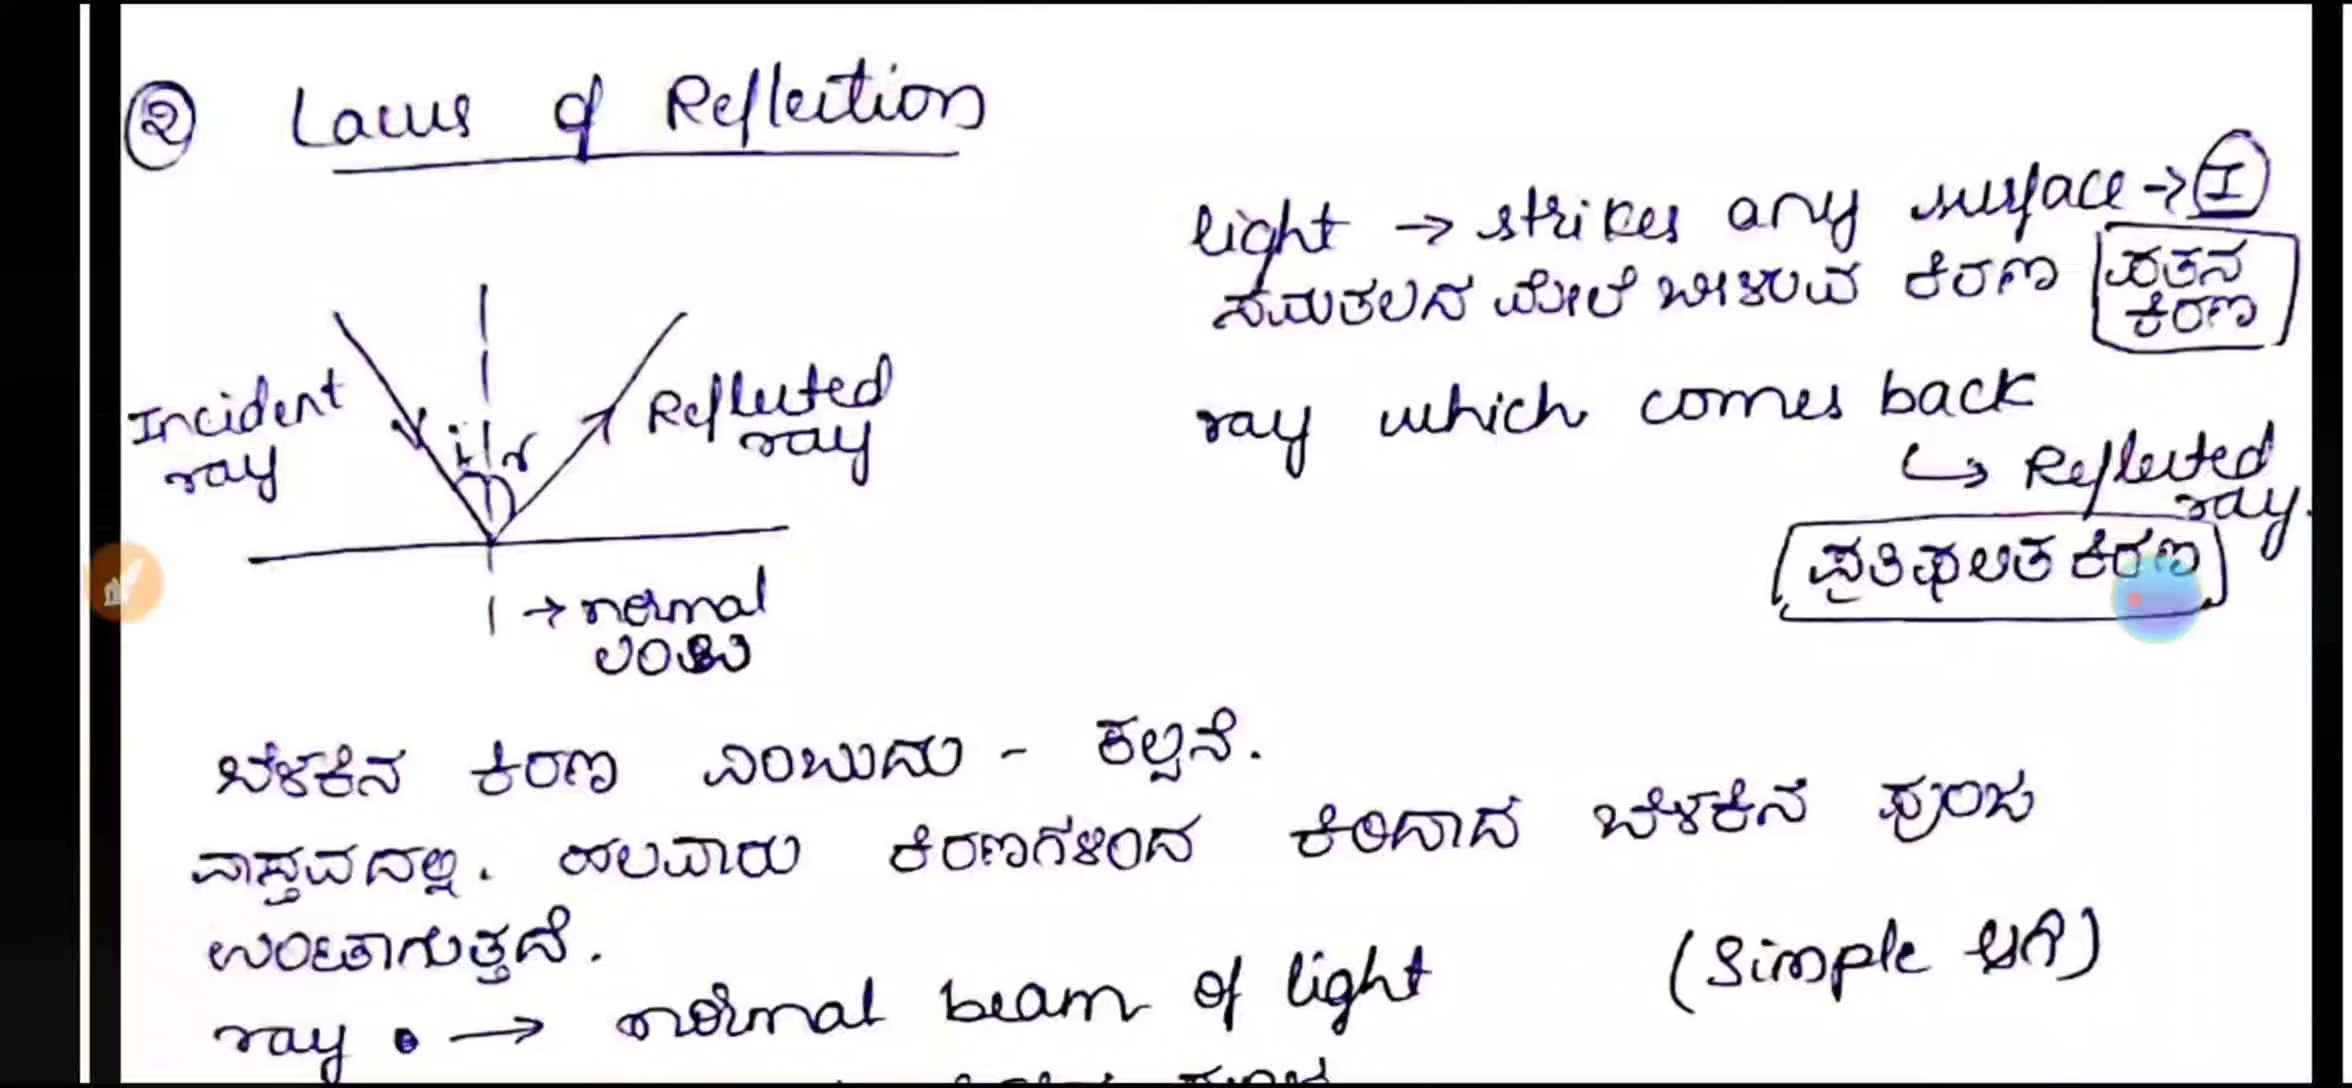 ② Laws of Reflection
light → strikes any surface → I
ಸಮತಲದ ಮೇಲೆ ಬೀಳುವ ಕಿರಣ
ಪತನ
ಕಿರಣ
Incident
ray
i r
Reflected
ray
ray which comes back
↳ Reflected
ray.
ಪ್ರತಿಫಲಿತ ಕಿರಣ
→ normal
ಲಂಬ
ಬೆಳಕಿನ ಕಿರಣ ಎಂಬುದು - ಕಲ್ಪನೆ.
ವಾಸ್ತವದಲ್ಲಿ. ಹಲವಾರು ಕಿರಣಗಳಿಂದ ಕೂಡಿದಾದ ಬೆಳಕಿನ ಪುಂಜ
ಉಂಟಾಗುತ್ತದೆ.
ray → normal beam of light (Simple ಆಗಿ)